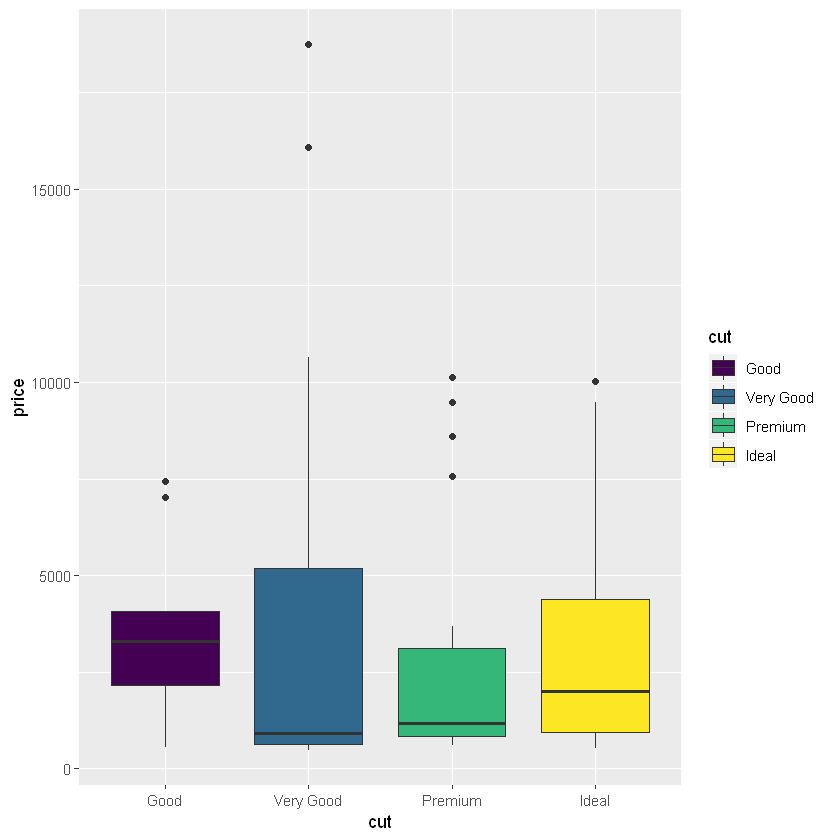 price
15000
10000
5000
0
Good
Very Good
Premium
Ideal
cut
cut
Good
Very Good
Premium
Ideal